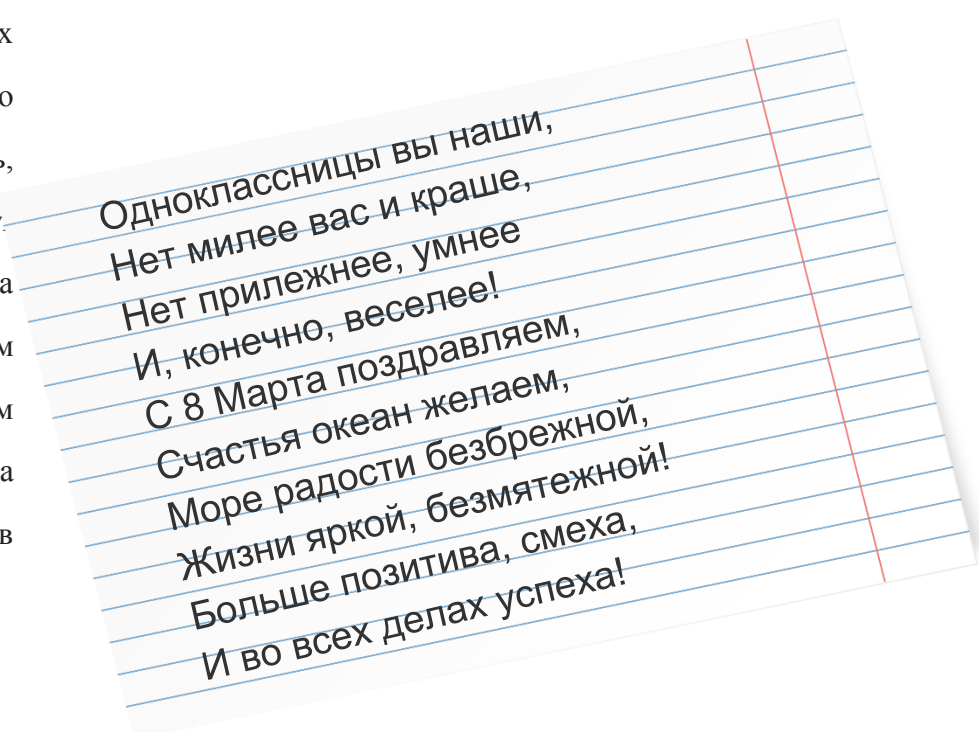 Одноклассницы вы наши,
Нет милее вас и краше,
Нет прилежнее, умнее
И, конечно, веселее!
С 8 Марта поздравляем,
Счастья океан желаем,
Море радости безбрежной,
Жизни яркой, безмятежной!
Больше позитива, смеха,
И во всех делах успеха!